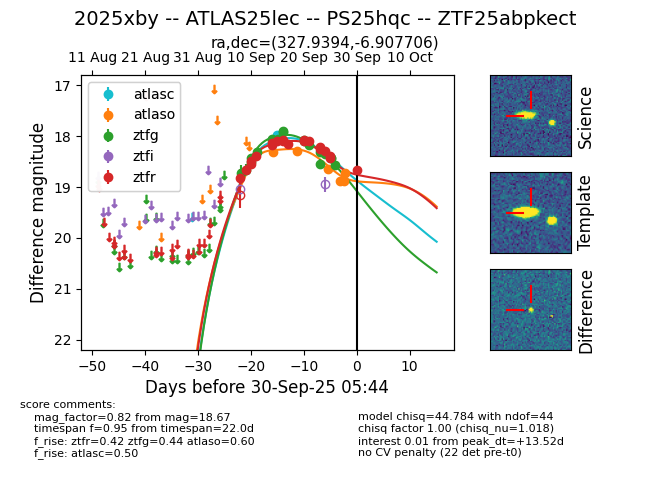 2025xby -- ATLAS25lec -- PS25hqc -- ZTF25abpkect
ra,dec=(327.9394,-6.907706)
11 Aug 21 Aug 31 Aug 10 Sep 20 Sep 30 Sep 10 Oct
17
18
19
20
21
22
Difference magnitude
atlasc
atlaso
ztfg
ztfi
ztfr
−50 −40 −30 −20 −10 0 10
Days before 30-Sep-25 05:44
Science
Template
Difference
score comments:
mag_factor=0.82 from mag=18.67
timespan f=0.95 from timespan=22.0d
f_rise: ztfr=0.42 ztfg=0.44 atlaso=0.60
f_rise: atlasc=0.50
model chisq=44.784 with ndof=44
chisq factor 1.00 (chisq_nu=1.018)
interest 0.01 from peak_dt=+13.52d
no CV penalty (22 det pre-t0)